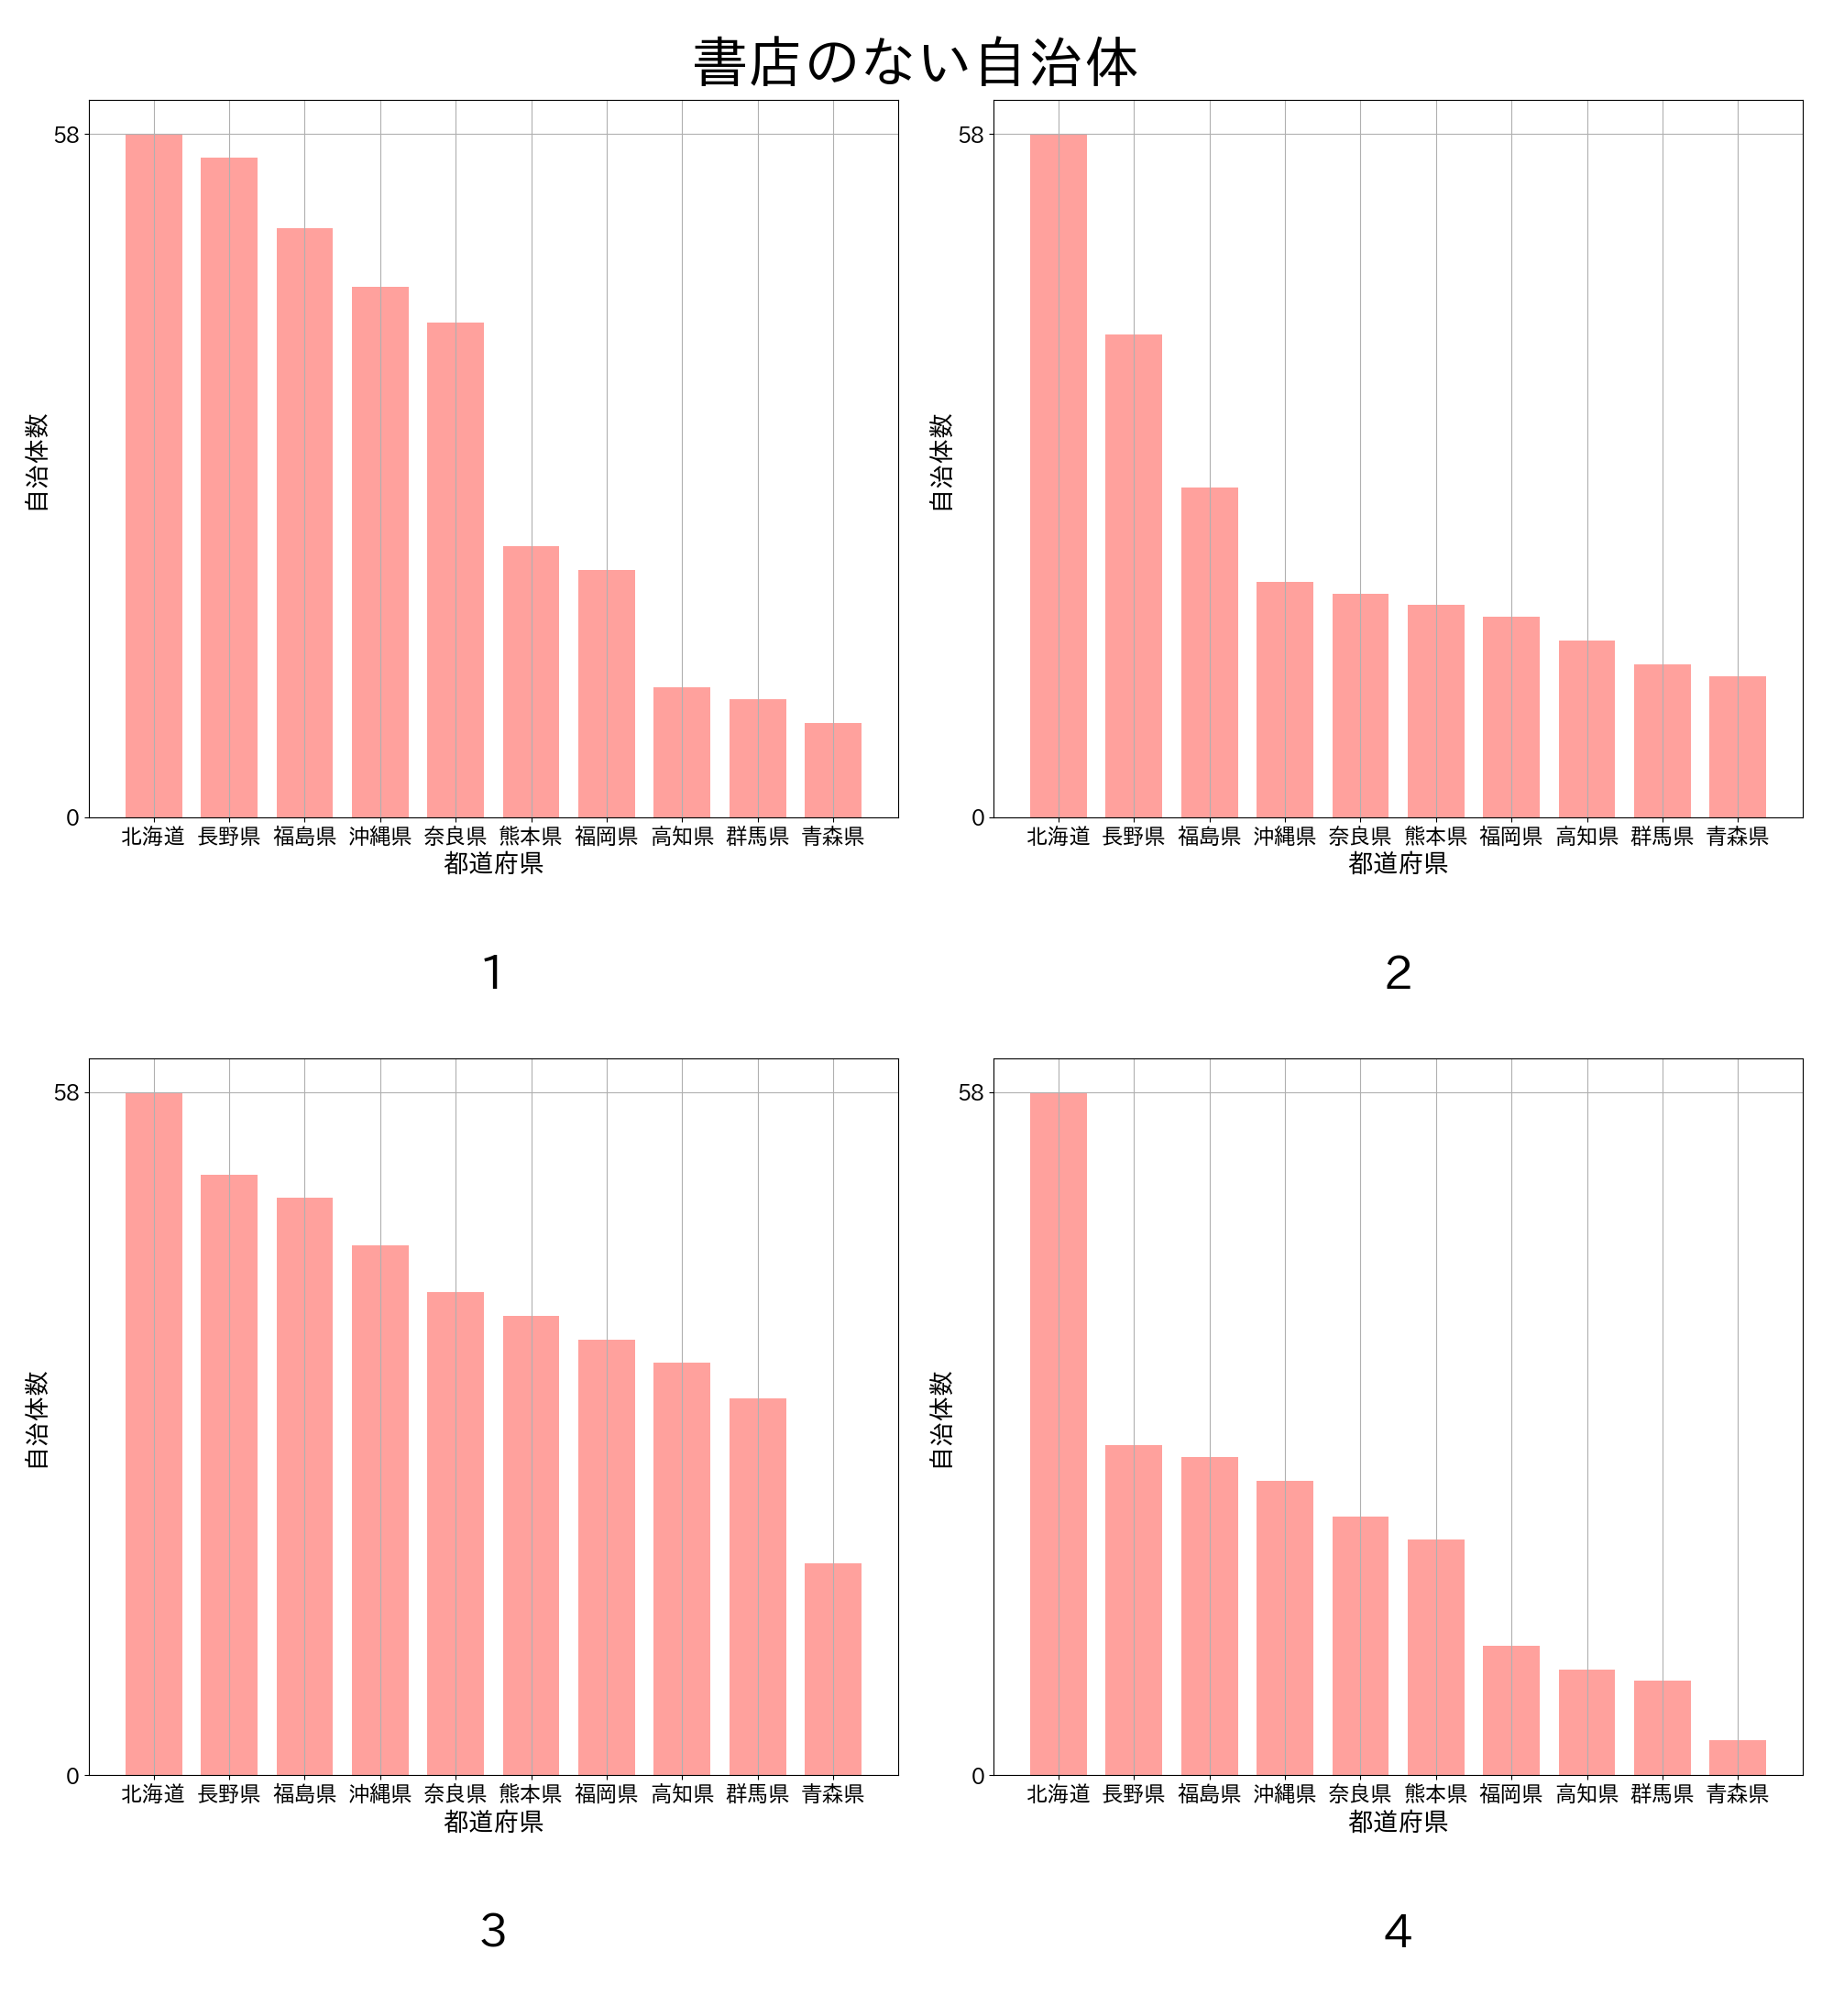 書店のない自治体
58
0
自治体数
北海道 長野県 福島県 沖縄県 奈良県 熊本県 福岡県 高知県 群馬県 青森県
都道府県
1
58
0
自治体数
北海道 長野県 福島県 沖縄県 奈良県 熊本県 福岡県 高知県 群馬県 青森県
都道府県
2
58
0
自治体数
北海道 長野県 福島県 沖縄県 奈良県 熊本県 福岡県 高知県 群馬県 青森県
都道府県
3
58
0
自治体数
北海道 長野県 福島県 沖縄県 奈良県 熊本県 福岡県 高知県 群馬県 青森県
都道府県
4